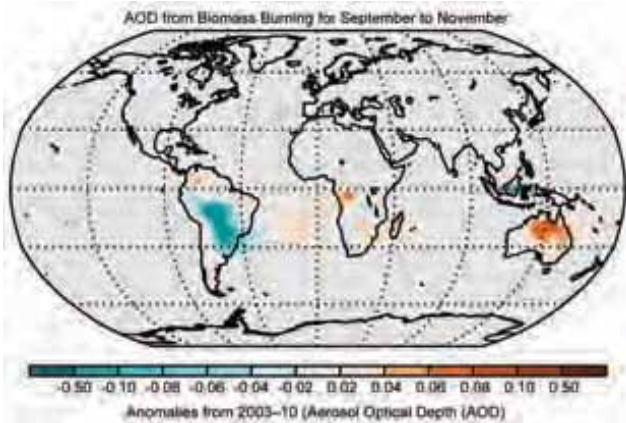 AOD from Biomass Burning for September to November
-0.50 -0.10 -0.08 -0.06 -0.04 -0.02 0.02 0.04 0.06 0.08 0.10 0.50
Anomalies from 2003–10 (Aerosol Optical Depth (AOD)